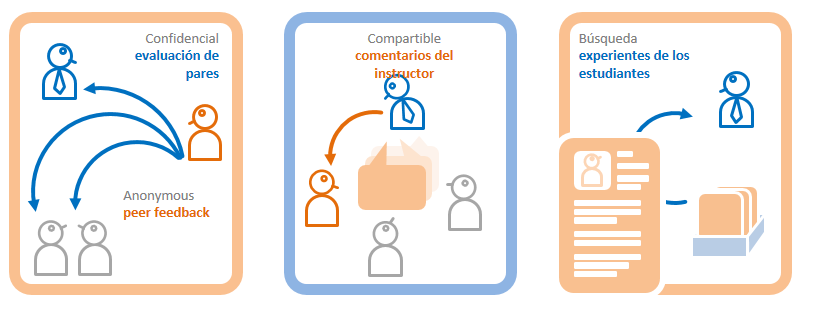 Confidencial
evaluación de
pares
Anonymous
peer feedback
Compartible
comentarios del
instructor
Búsqueda
experientes de los
estudiantes